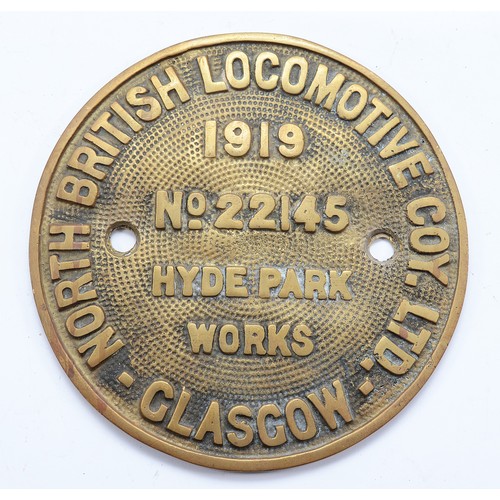 NORTH BRITISH LOCOMOTIVE COY. LTD.
1919
No 22145
HYDE PARK
WORKS
- GLASGOW -